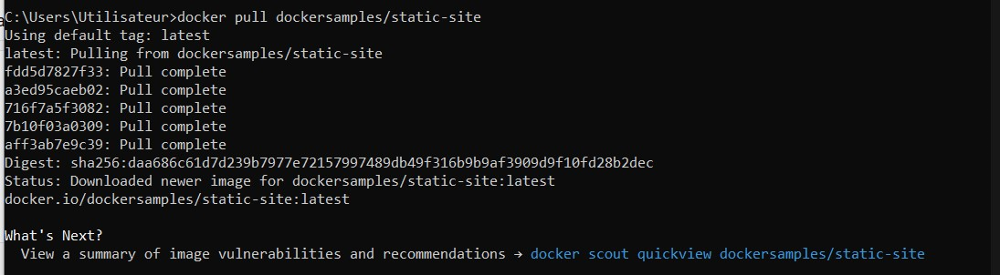 C:\Users\Utilisateur>docker pull dockersamples/static-site
Using default tag: latest
latest: Pulling from dockersamples/static-site
fdd5d7827f33: Pull complete
a3ed95caeb02: Pull complete
716f7a5f3082: Pull complete
7b10f03a0309: Pull complete
aff3ab7e9c39: Pull complete
Digest: sha256:daa686c61d7d239b7977e72157997489db49f316b9b9af3909d9f10fd28b2dec
Status: Downloaded newer image for dockersamples/static-site:latest
docker.io/dockersamples/static-site:latest
What's Next?
View a summary of image vulnerabilities and recommendations → docker scout quickview dockersamples/static-site